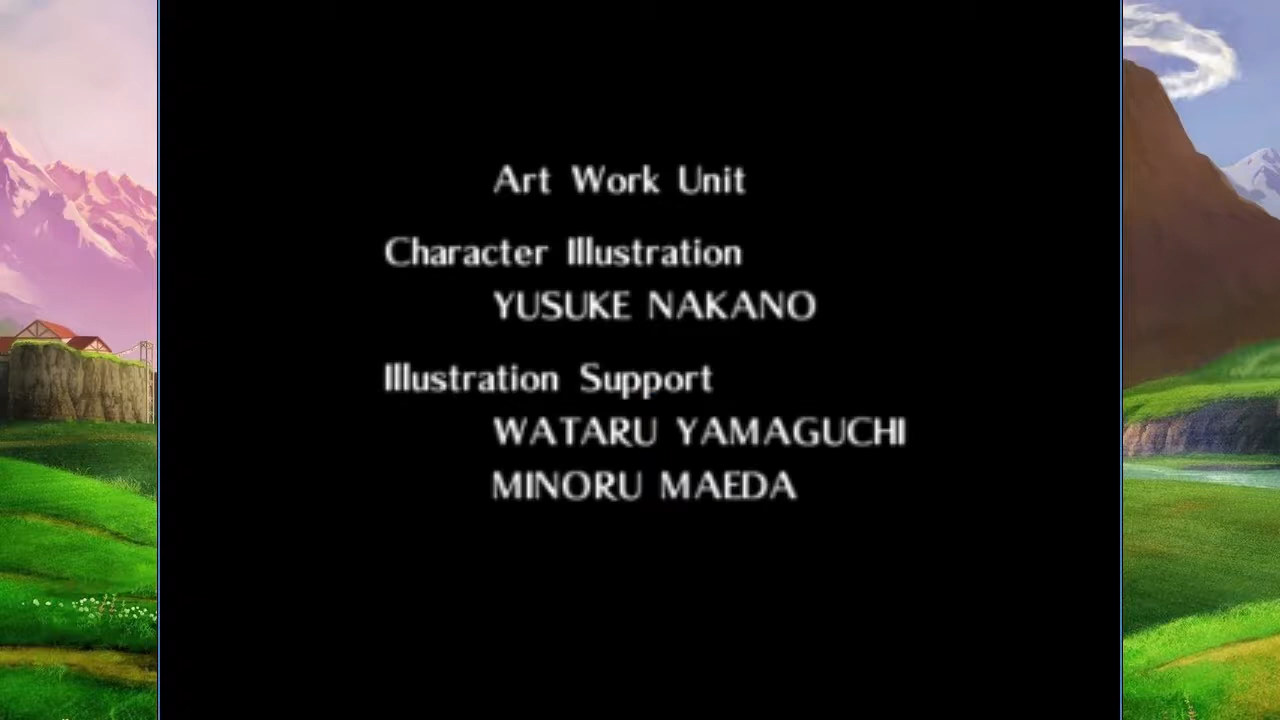 Art Work Unit
Character Illustration
YUSUKE NAKANO
Illustration Support
WATARU YAMAGUCHI
MINORU MAEDA